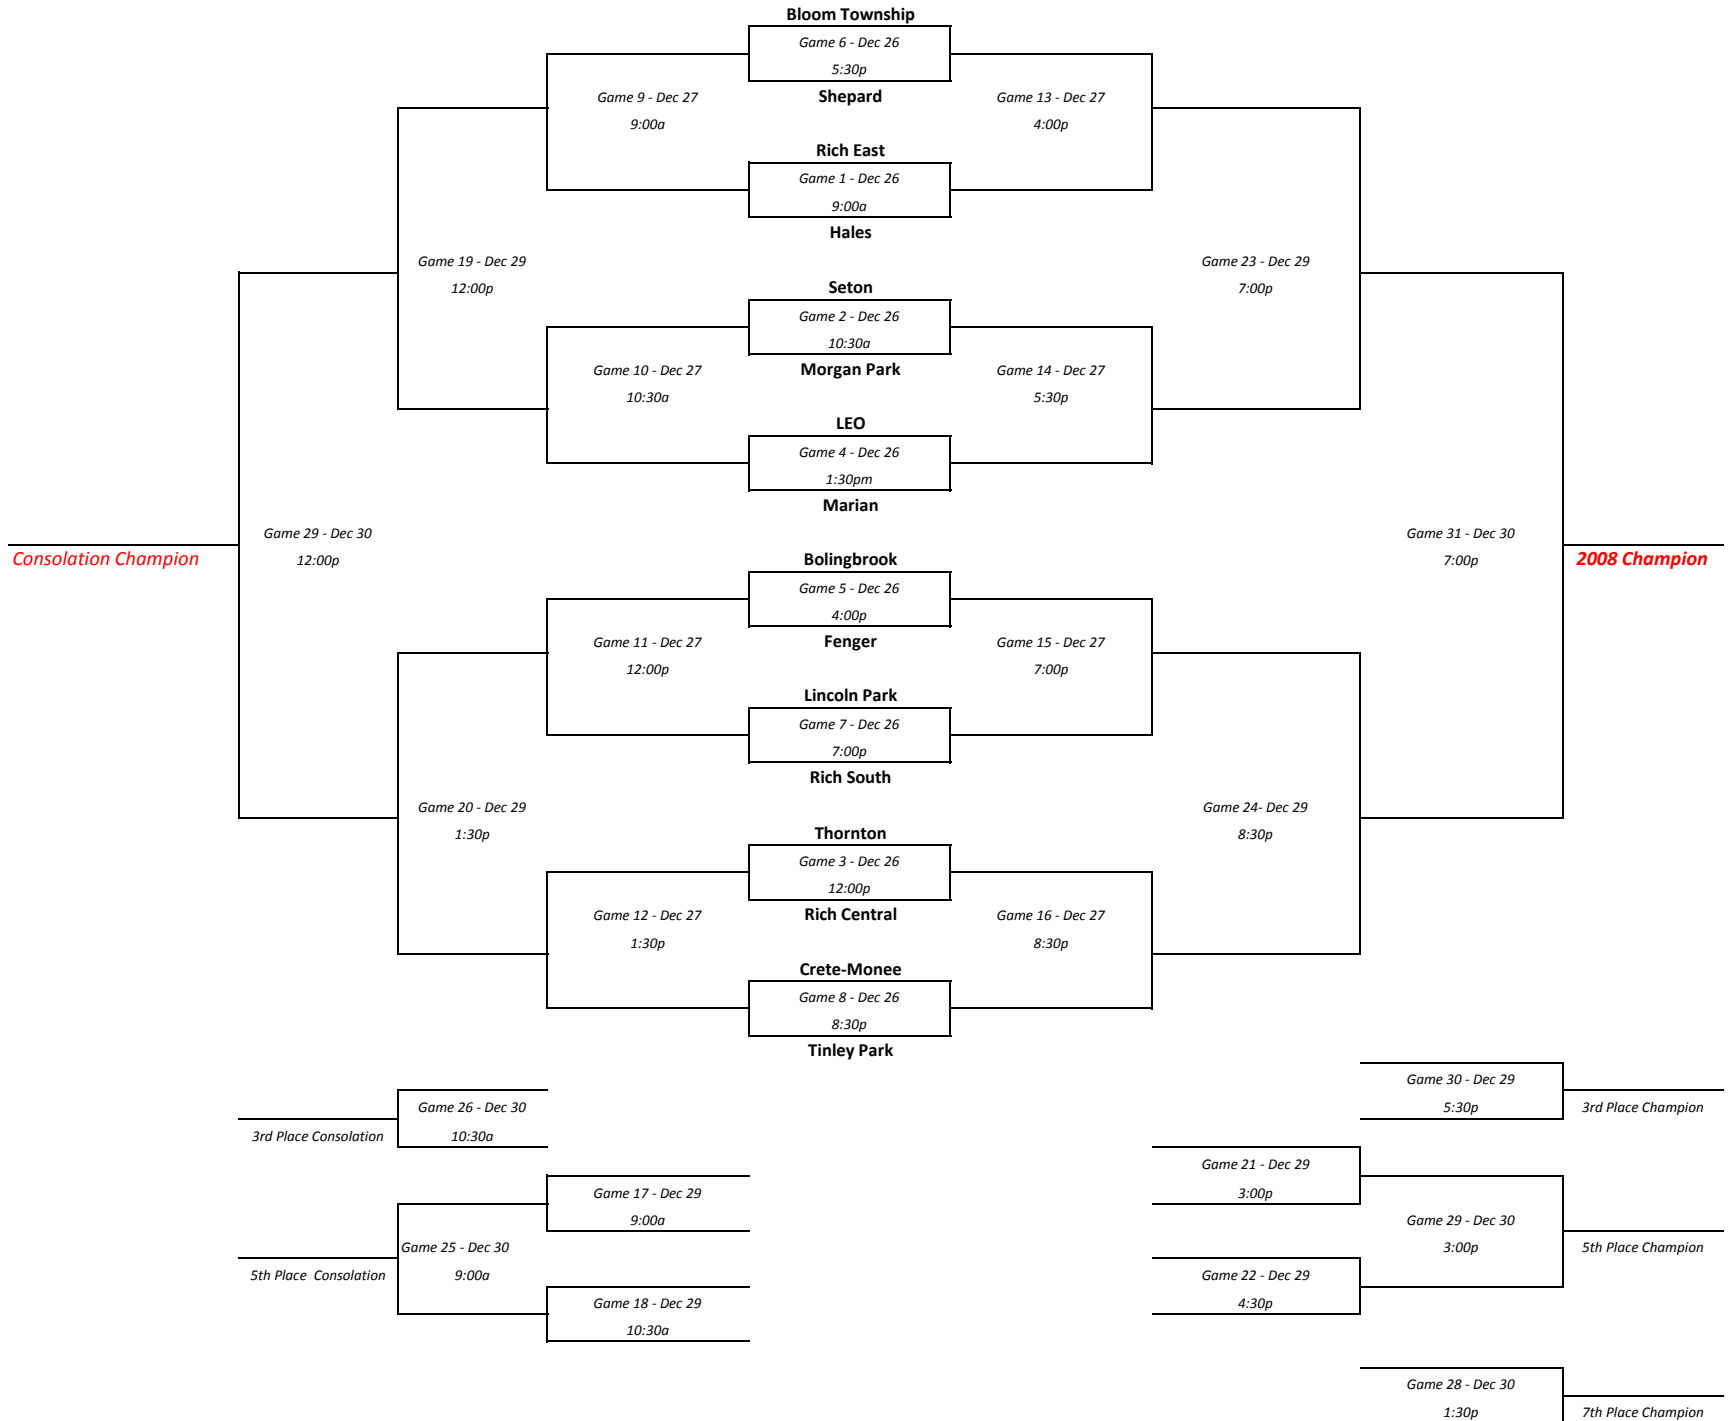 Bloom Township
Game 6 - Dec 26
5:30p
Shepard
Game 9 - Dec 27
9:00a
Game 13 - Dec 27
4:00p
Rich East
Game 1 - Dec 26
9:00a
Hales
Game 19 - Dec 29
12:00p
Game 23 - Dec 29
7:00p
Seton
Game 2 - Dec 26
10:30a
Morgan Park
Game 10 - Dec 27
10:30a
Game 14 - Dec 27
5:30p
LEO
Game 4 - Dec 26
1:30pm
Marian
Game 29 - Dec 30
12:00p
Consolation Champion
Game 31 - Dec 30
7:00p
2008 Champion
Bolingbrook
Game 5 - Dec 26
4:00p
Fenger
Game 11 - Dec 27
12:00p
Game 15 - Dec 27
7:00p
Lincoln Park
Game 7 - Dec 26
7:00p
Rich South
Game 20 - Dec 29
1:30p
Game 24- Dec 29
8:30p
Thornton
Game 3 - Dec 26
12:00p
Rich Central
Game 12 - Dec 27
1:30p
Game 16 - Dec 27
8:30p
Crete-Monee
Game 8 - Dec 26
8:30p
Tinley Park
Game 30 - Dec 29
5:30p
3rd Place Champion
Game 26 - Dec 30
10:30a
3rd Place Consolation
Game 21 - Dec 29
3:00p
Game 17 - Dec 29
9:00a
Game 29 - Dec 30
3:00p
5th Place Champion
Game 25 - Dec 30
9:00a
5th Place  Consolation
Game 22 - Dec 29
4:30p
Game 18 - Dec 29
10:30a
Game 28 - Dec 30
1:30p
7th Place Champion